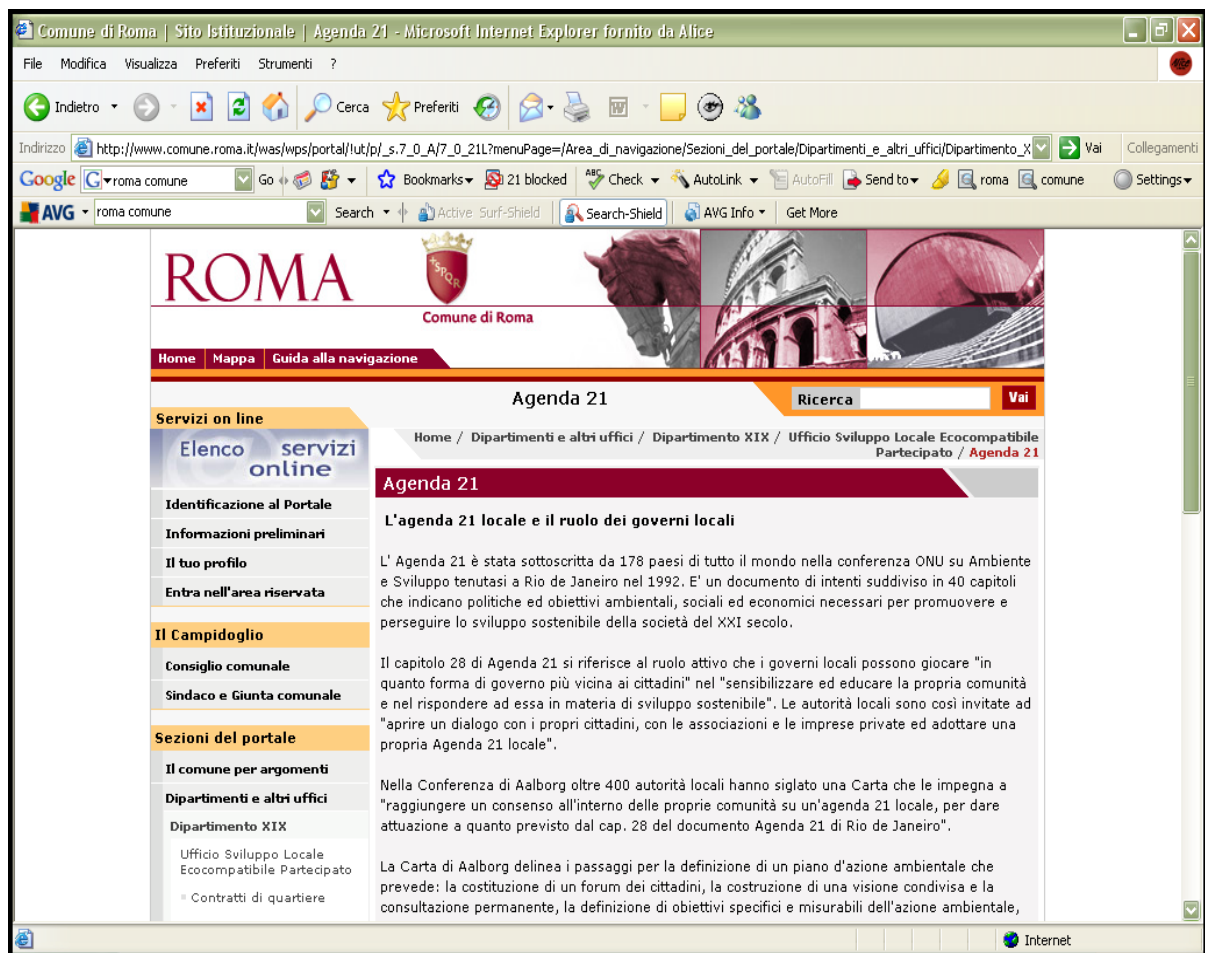 Comune di Roma | Sito Istituzionale | Agenda 21 - Microsoft Internet Explorer fornito da Alice
File Modifica Visualizza Preferiti Strumenti ?
Indietro Cerca Preferiti
Indirizzo http://www.comune.roma.it/was/wps/portal/!ut/p/_s.7_0_A/7_0_21L?menuPage=/Area_di_navigazione/Sezioni_del_portale/Dipartimenti_e_altri_uffici/Dipartimento_X Vai Collegamenti
Google G roma comune Go Bookmarks 21 blocked ABC Check AutoLink AutoFill Send to roma comune Settings
AVG roma comune Search Active Surf-Shield Search-Shield AVG Info Get More
ROMA
SPQR
Comune di Roma
Home Mappa Guida alla navigazione
Agenda 21
Ricerca Vai
Servizi on line
Elenco servizi
online
Identificazione al Portale
Informazioni preliminari
Il tuo profilo
Entra nell'area riservata
Il Campidoglio
Consiglio comunale
Sindaco e Giunta comunale
Sezioni del portale
Il comune per argomenti
Dipartimenti e altri uffici
Dipartimento XIX
Ufficio Sviluppo Locale
Ecocompatibile Partecipato
Contratti di quartiere
Home / Dipartimenti e altri uffici / Dipartimento XIX / Ufficio Sviluppo Locale Ecocompatibile
Partecipato / Agenda 21
Agenda 21
L'agenda 21 locale e il ruolo dei governi locali
L' Agenda 21 è stata sottoscritta da 178 paesi di tutto il mondo nella conferenza ONU su Ambiente
e Sviluppo tenutasi a Rio de Janeiro nel 1992. E' un documento di intenti suddiviso in 40 capitoli
che indicano politiche ed obiettivi ambientali, sociali ed economici necessari per promuovere e
perseguire lo sviluppo sostenibile della società del XXI secolo.
Il capitolo 28 di Agenda 21 si riferisce al ruolo attivo che i governi locali possono giocare "in
quanto forma di governo più vicina ai cittadini" nel "sensibilizzare ed educare la propria comunità
e nel rispondere ad essa in materia di sviluppo sostenibile". Le autorità locali sono così invitate ad
"aprire un dialogo con i propri cittadini, con le associazioni e le imprese private ed adottare una
propria Agenda 21 locale".
Nella Conferenza di Aalborg oltre 400 autorità locali hanno siglato una Carta che le impegna a
"raggiungere un consenso all'interno delle proprie comunità su un'agenda 21 locale, per dare
attuazione a quanto previsto dal cap. 28 del documento Agenda 21 di Rio de Janeiro".
La Carta di Aalborg delinea i passaggi per la definizione di un piano d'azione ambientale che
prevede: la costituzione di un forum dei cittadini, la costruzione di una visione condivisa e la
consultazione permanente, la definizione di obiettivi specifici e misurabili dell'azione ambientale,
Internet